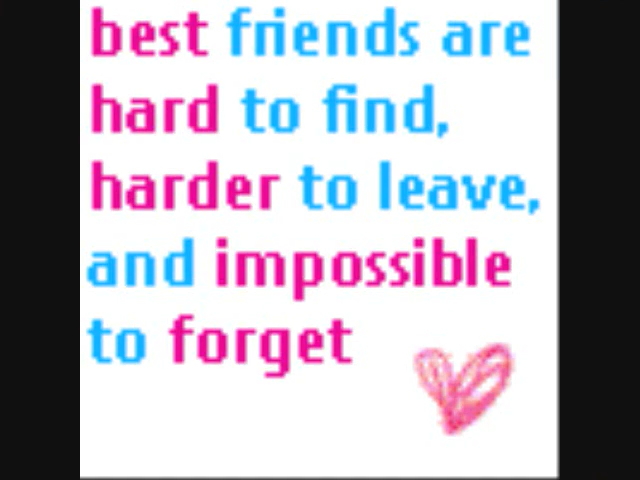 best friends are
hard to find,
harder to leave,
and impossible
to forget